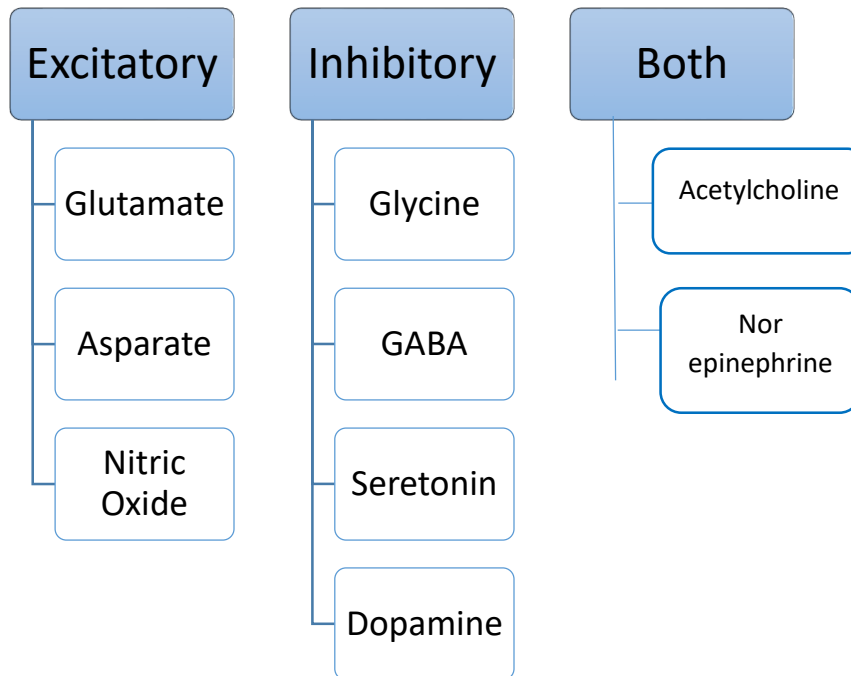 Excitatory
Glutamate
Asparate
Nitric
Oxide
Inhibitory
Glycine
GABA
Seretonin
Dopamine
Both
Acetylcholine
Nor
epinephrine